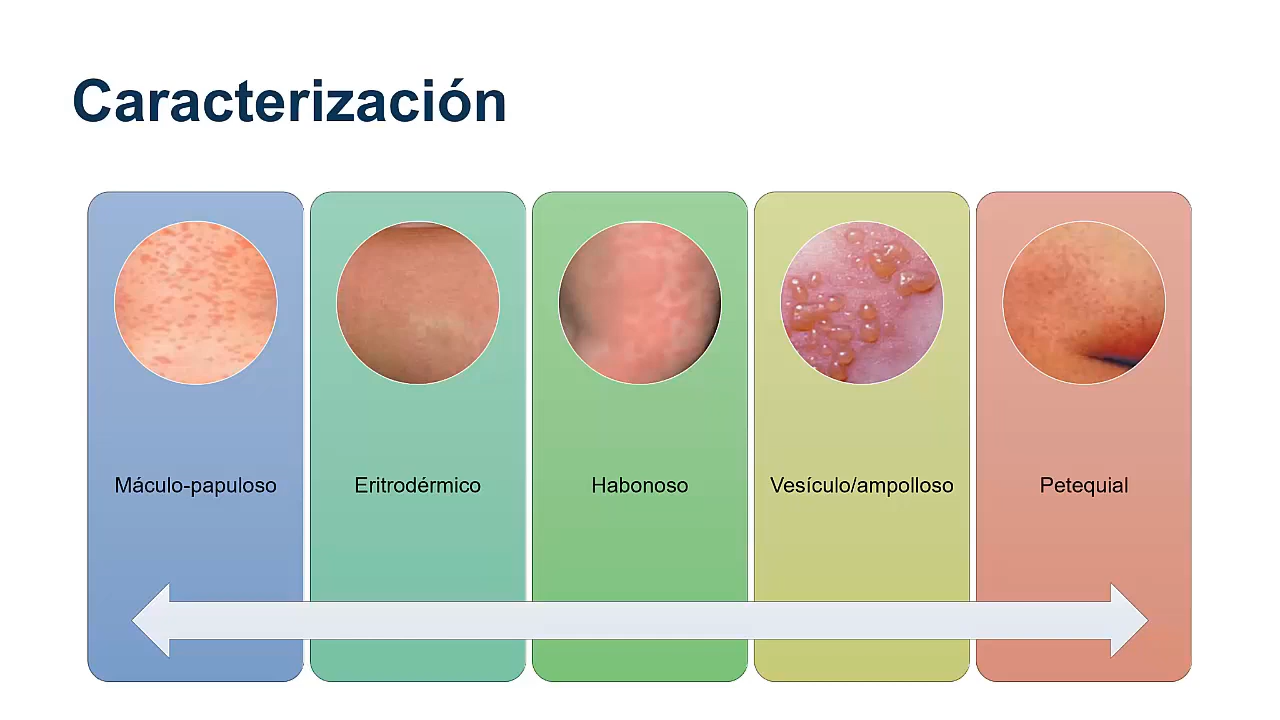 Caracterización
Máculo-papuloso
Eritrodérmico
Habonoso
Vesículo/ampolloso
Petequial